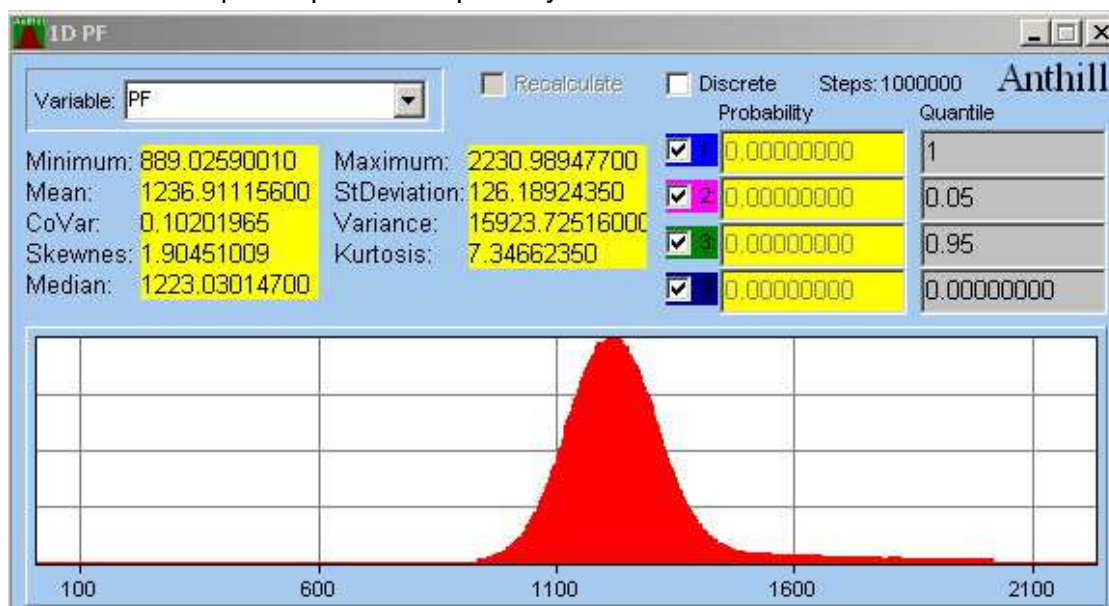 1D PF
Variable: PF
Recalculate
Discrete
Steps: 1000000
Anthill
Probability
Quantile
Minimum: 889.02590010
Maximum: 2230.98947700
1 0.00000000 1
Mean: 1236.91115600
StDeviation: 126.18924350
2 0.00000000 0.05
CoVar: 0.10201965
Variance: 15923.72516000
3 0.00000000 0.95
Skewnes: 1.90451009
Kurtosis: 7.34662350
Median: 1223.03014700
0.00000000 0.00000000
100 600 1100 1600 2100